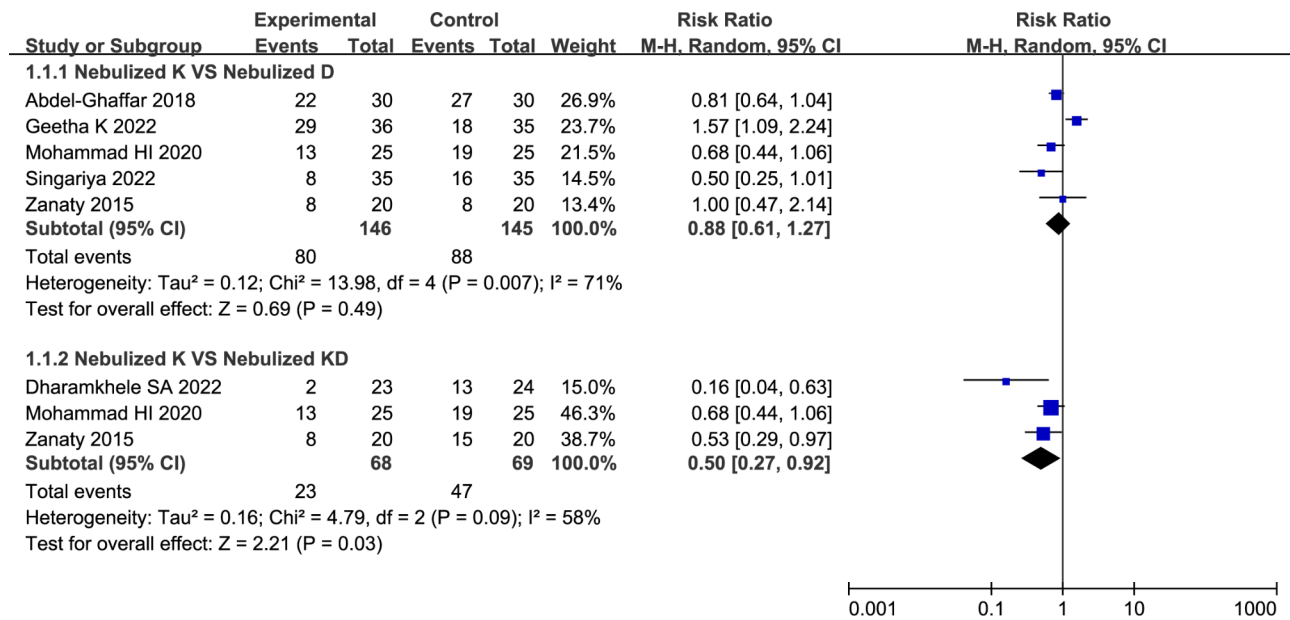 Experimental Control Risk Ratio Risk Ratio
Study or Subgroup Events Total Events Total Weight M-H, Random, 95% CI M-H, Random, 95% CI
1.1.1 Nebulized K VS Nebulized D
Abdel-Ghaffar 2018 22 30 27 30 26.9% 0.81 [0.64, 1.04]
Geetha K 2022 29 36 18 35 23.7% 1.57 [1.09, 2.24]
Mohammad HI 2020 13 25 19 25 21.5% 0.68 [0.44, 1.06]
Singariya 2022 8 35 16 35 14.5% 0.50 [0.25, 1.01]
Zanaty 2015 8 20 8 20 13.4% 1.00 [0.47, 2.14]
Subtotal (95% CI) 146 145 100.0% 0.88 [0.61, 1.27]
Total events 80 88
Heterogeneity: Tau² = 0.12; Chi² = 13.98, df = 4 (P = 0.007); I² = 71%
Test for overall effect: Z = 0.69 (P = 0.49)
1.1.2 Nebulized K VS Nebulized KD
Dharamkhele SA 2022 2 23 13 24 15.0% 0.16 [0.04, 0.63]
Mohammad HI 2020 13 25 19 25 46.3% 0.68 [0.44, 1.06]
Zanaty 2015 8 20 15 20 38.7% 0.53 [0.29, 0.97]
Subtotal (95% CI) 68 69 100.0% 0.50 [0.27, 0.92]
Total events 23 47
Heterogeneity: Tau² = 0.16; Chi² = 4.79, df = 2 (P = 0.09); I² = 58%
Test for overall effect: Z = 2.21 (P = 0.03)
0.001 0.1 1 10 1000